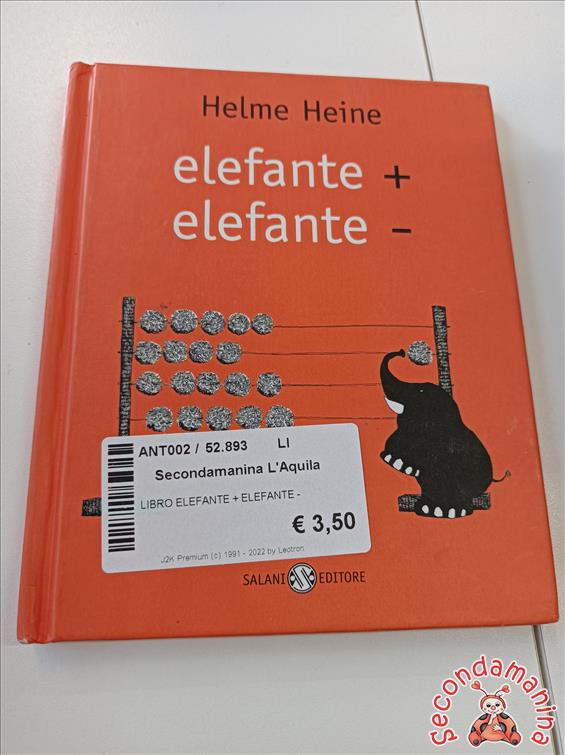 Helme Heine
elefante +
elefante -
ANT002 / 52.893 LI
Secondamanina L'Aquila
LIBRO ELEFANTE + ELEFANTE -
€ 3,50
J2K Premium (c) 1991 - 2022 by Leotron
SALANI EDITORE
Secondamanina